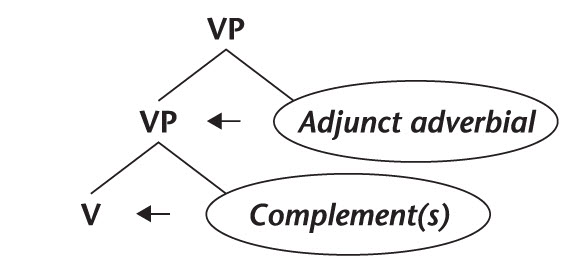 VP
VP ← Adjunct adverbial
V ← Complement(s)